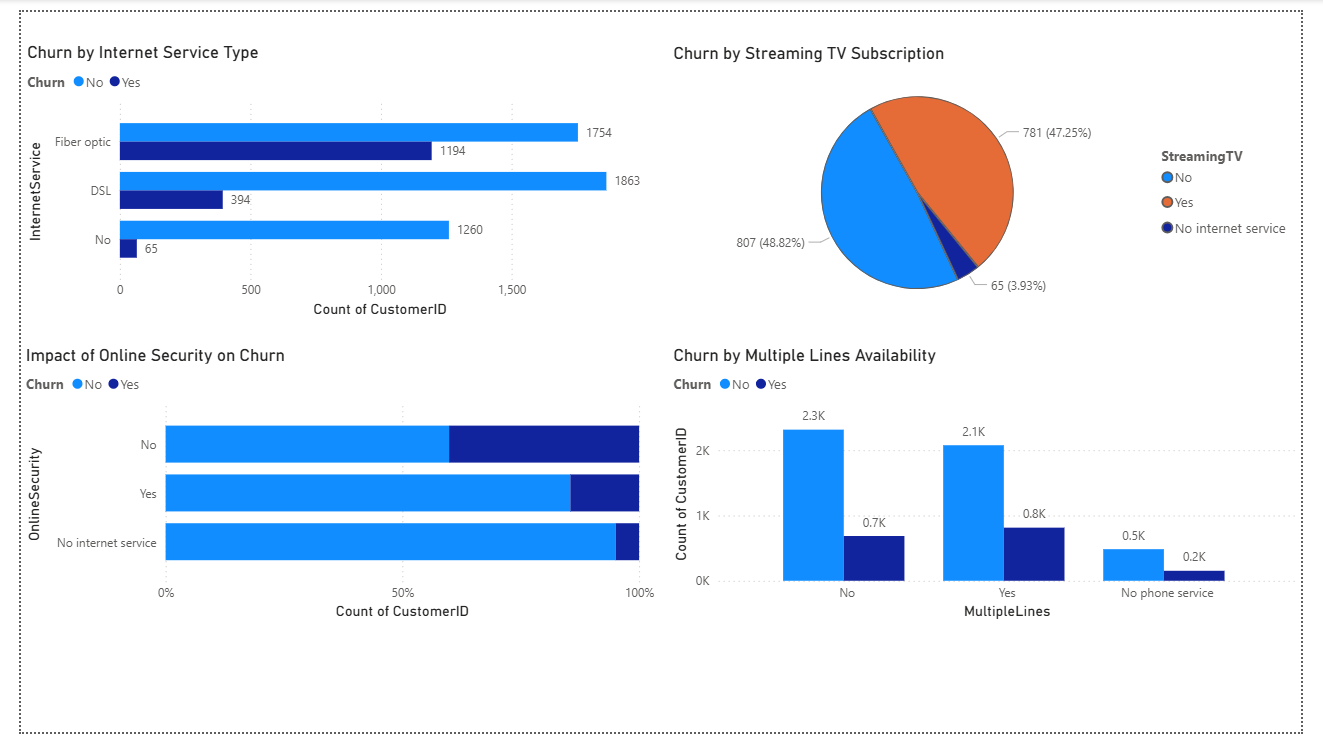 Churn by Internet Service Type
Churn No Yes
InternetService
Fiber optic
1754
1194
DSL
1863
394
No
1260
65
0 500 1,000 1,500
Count of CustomerID
Churn by Streaming TV Subscription
781 (47.25%)
807 (48.82%)
65 (3.93%)
StreamingTV
No
Yes
No internet service
Impact of Online Security on Churn
Churn No Yes
OnlineSecurity
No
Yes
No internet service
0% 50% 100%
Count of CustomerID
Churn by Multiple Lines Availability
Churn No Yes
Count of CustomerID
2K
1K
0K
2.3K
0.7K
2.1K
0.8K
0.5K
0.2K
No Yes No phone service
MultipleLines